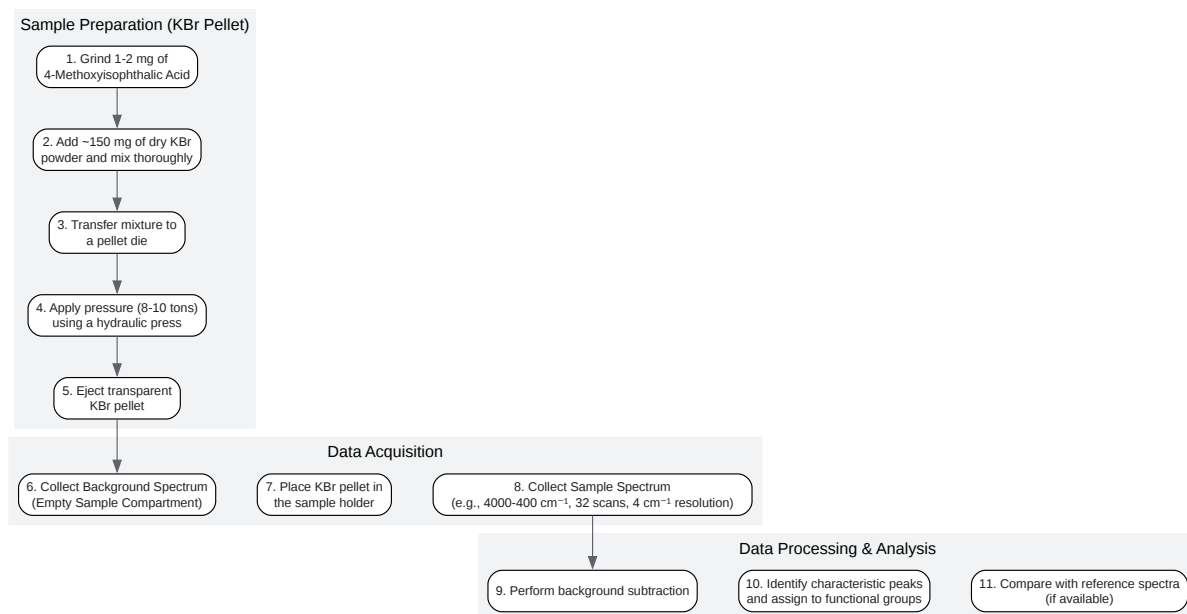 Sample Preparation (KBr Pellet)
1. Grind 1-2 mg of
4-Methoxyisophthalic Acid
2. Add ~150 mg of dry KBr
powder and mix thoroughly
3. Transfer mixture to
a pellet die
4. Apply pressure (8-10 tons)
using a hydraulic press
5. Eject transparent
KBr pellet
Data Acquisition
6. Collect Background Spectrum
(Empty Sample Compartment)
7. Place KBr pellet in
the sample holder
8. Collect Sample Spectrum
(e.g., 4000-400 cm⁻¹, 32 scans, 4 cm⁻¹ resolution)
Data Processing & Analysis
9. Perform background subtraction
10. Identify characteristic peaks
and assign to functional groups
11. Compare with reference spectra
(if available)